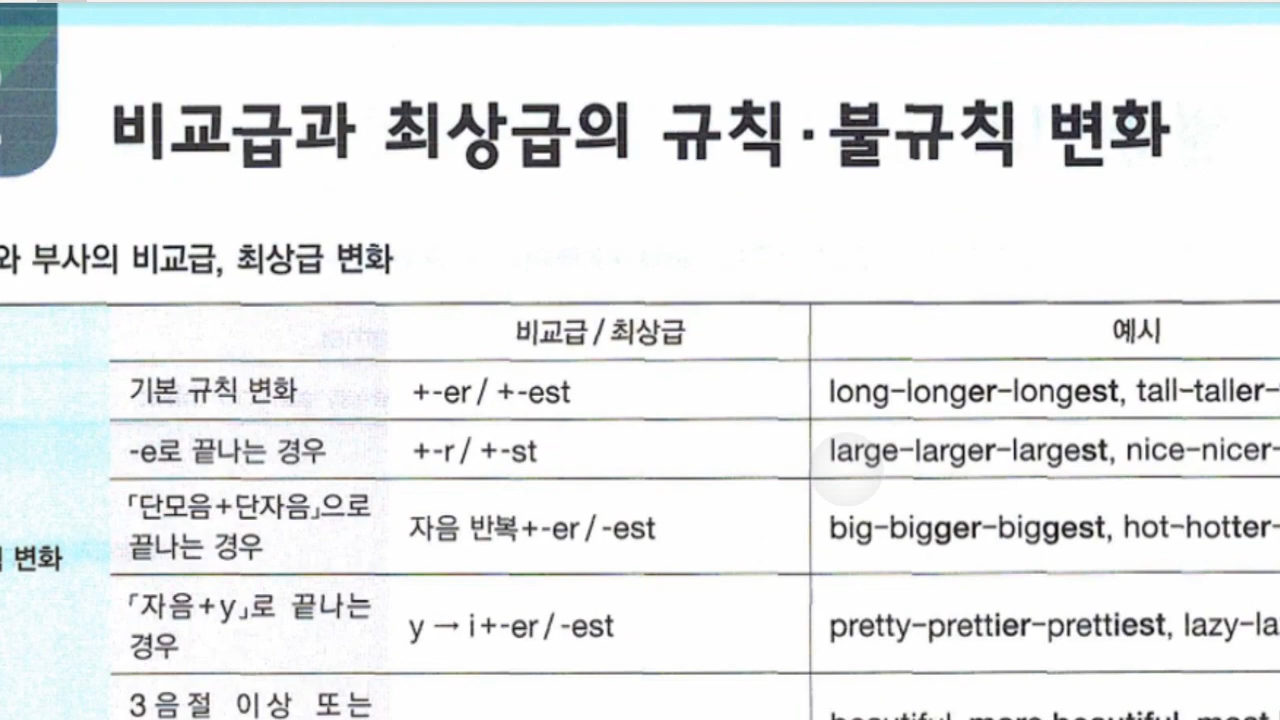 비교급과 최상급의 규칙·불규칙 변화
와 부사의 비교급, 최상급 변화
비교급 / 최상급 예시
기본 규칙 변화 +-er / +-est long-longer-longest, tall-taller-
-e로 끝나는 경우 +-r / +-st large-larger-largest, nice-nicer-
「단모음+단자음」으로
끝나는 경우
자음 반복+-er / -est big-bigger-biggest, hot-hotter-
변화
「자음+y」로 끝나는
경우
y → i+-er / -est pretty-prettier-prettiest, lazy-la
3음절 이상 또는
beautiful-more beautiful-most